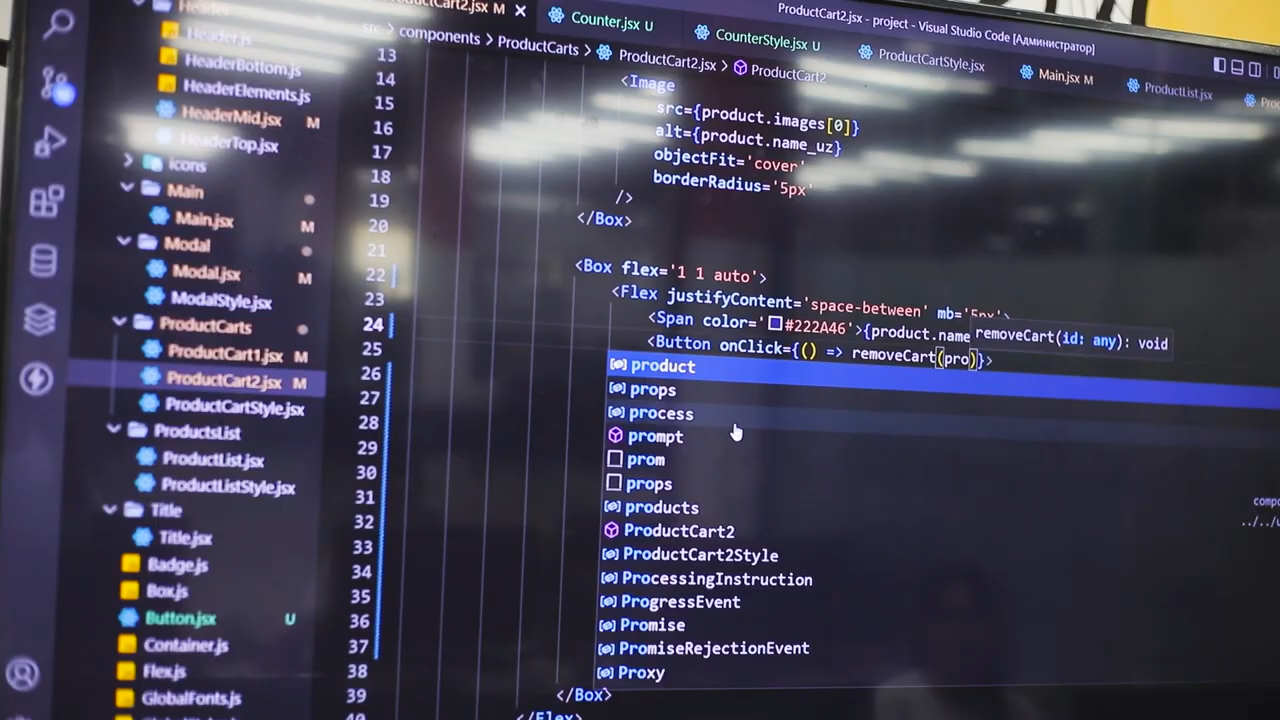 ProductCart2.jsx - project - Visual Studio Code [Администратор]
ProductCart2.jsx M
Counter.jsx U
CounterStyle.jsx U
ProductCartStyle.jsx
Main.jsx M
ProductList.jsx
src > components > ProductCarts > ProductCart2.jsx > ProductCart2
Header
Header.js
HeaderBottom.js
HeaderElements.js
HeaderMid.jsx M
HeaderTop.jsx
icons
Main
Main.jsx M
Modal
Modal.jsx M
ModalStyle.jsx
ProductCarts
ProductCart1.jsx M
ProductCart2.jsx M
ProductCartStyle.jsx
ProductsList
ProductList.jsx
ProductListStyle.jsx
Title
Title.jsx
Badge.js
Box.js
Button.jsx U
Container.js
Flex.js
GlobalFonts.js
13
14
15
16
17
18
19
20
21
22
23
24
25
26
27
28
29
30
31
32
33
34
35
36
37
38
39
40
<Image
src={product.images[0]}
alt={product.name_uz}
objectFit='cover'
borderRadius='5px'
/>
</Box>
<Box flex='1 1 auto'>
<Flex justifyContent='space-between' mb='5px'>
<Span color='#222A46'>{product.name
removeCart(id: any): void
<Button onClick={() => removeCart(pro)}>
product
props
process
prompt
prom
props
products
ProductCart2
ProductCart2Style
ProcessingInstruction
ProgressEvent
Promise
PromiseRejectionEvent
Proxy
</Box>
</Flex>